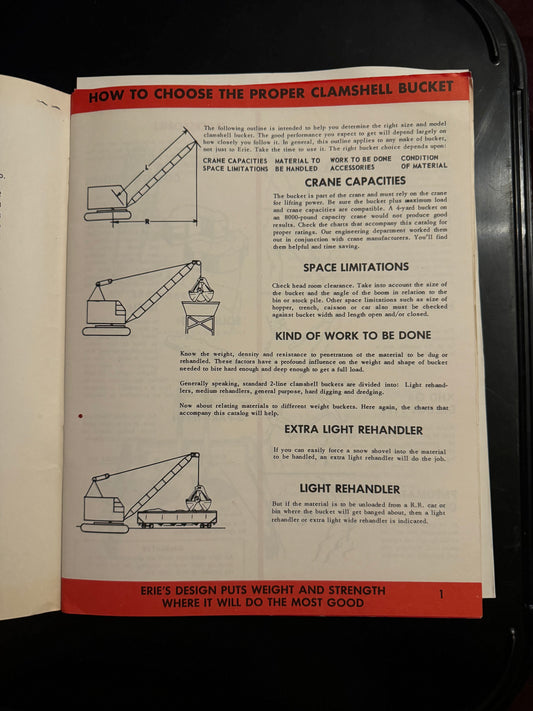 HOW TO CHOOSE THE PROPER CLAMSHELL BUCKET
The following outline is intended to help you determine the right size and model
clamshell bucket. The good performance you expect to get will depend largely on
how closely you follow it. In general, this outline applies to any make of bucket,
not just to Erie. Take the time to use it. The right bucket choice depends upon:
CRANE CAPACITIES MATERIAL TO WORK TO BE DONE CONDITION
SPACE LIMITATIONS BE HANDLED ACCESSORIES OF MATERIAL
CRANE CAPACITIES
The bucket is part of the crane and must rely on the crane
for lifting power. Be sure the bucket plus maximum load
and crane capacities are compatible. A 4-yard bucket on
an 8000-pound capacity crane would not produce good
results. Check the charts that accompany this catalog for
proper ratings. Our engineering department worked them
out in conjunction with crane manufacturers. You'll find
them helpful and time saving.
L
R
SPACE LIMITATIONS
Check head room clearance. Take into account the size of
the bucket and the angle of the boom in relation to the
bin or stock pile. Other space limitations such as size of
hopper, trench, caisson or car also must be checked
against bucket width and length open and/or closed.
KIND OF WORK TO BE DONE
Know the weight, density and resistance to penetration of the material to be dug or
rehandled. These factors have a profound influence on the weight and shape of bucket
needed to bite hard enough and deep enough to get a full load.
Generally speaking, standard 2-line clamshell buckets are divided into: Light rehand-
lers, medium rehandlers, general purpose, hard digging and dredging.
Now about relating materials to different weight buckets. Here again, the charts that
accompany this catalog will help.
EXTRA LIGHT REHANDLER
If you can easily force a snow shovel into the material
to be handled, an extra light rehandler will do the job.
LIGHT REHANDLER
But if the material is to be unloaded from a R.R. car or
bin where the bucket will get banged about, then a light
rehandler or extra light wide rehandler is indicated.
ERIE'S DESIGN PUTS WEIGHT AND STRENGTH
WHERE IT WILL DO THE MOST GOOD
1